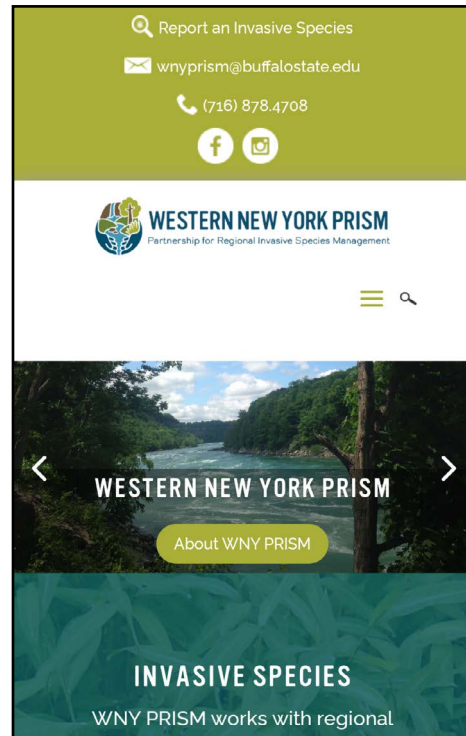 Report an Invasive Species
wnyprism@buffalostate.edu
(716) 878.4708
WESTERN NEW YORK PRISM
Partnership for Regional Invasive Species Management
WESTERN NEW YORK PRISM
About WNY PRISM
INVASIVE SPECIES
WNY PRISM works with regional